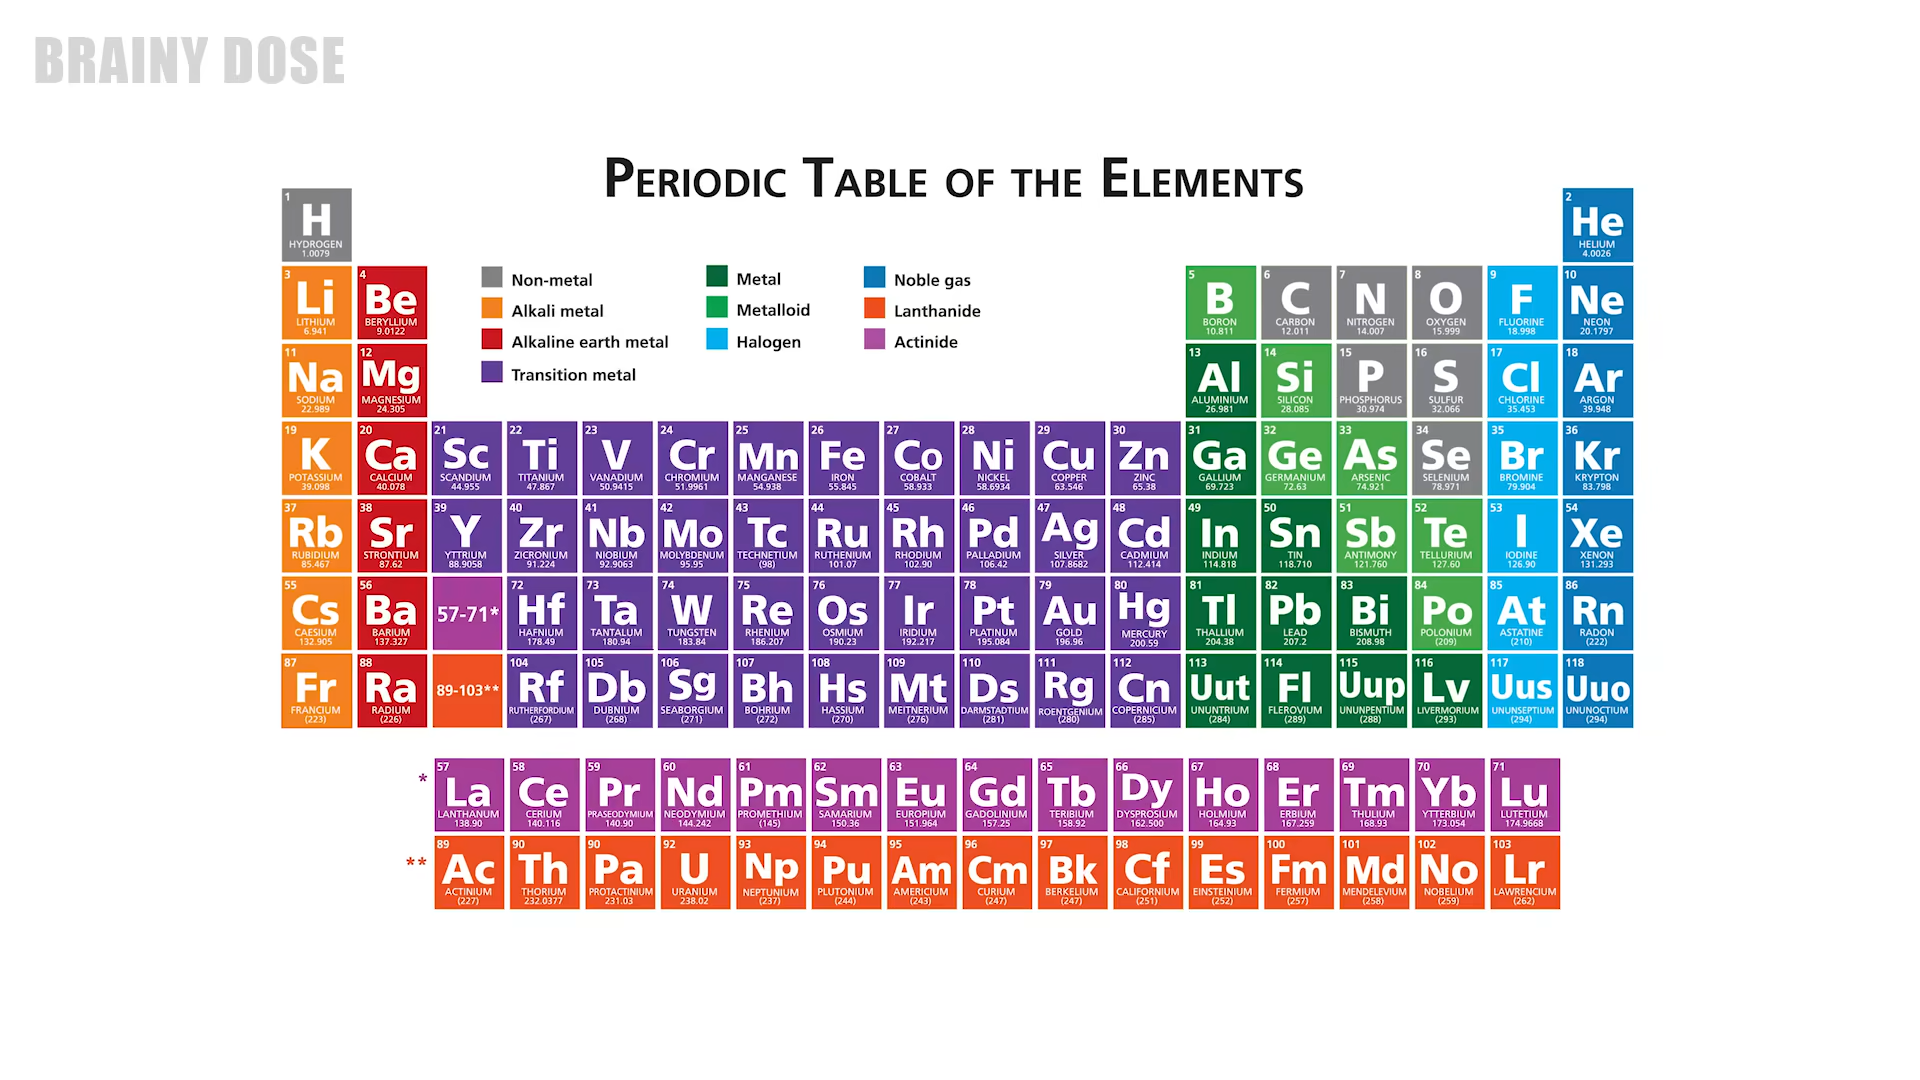 BRAINY DOSE
PERIODIC TABLE OF THE ELEMENTS
1
H
HYDROGEN
1.0079
2
He
HELIUM
4.0026
Non-metal
Alkali metal
Alkaline earth metal
Transition metal
Metal
Metalloid
Halogen
Noble gas
Lanthanide
Actinide
3
Li
LITHIUM
6.941
4
Be
BERYLLIUM
9.0122
5
B
BORON
10.811
6
C
CARBON
12.011
7
N
NITROGEN
14.007
8
O
OXYGEN
15.999
9
F
FLUORINE
18.998
10
Ne
NEON
20.1797
11
Na
SODIUM
22.989
12
Mg
MAGNESIUM
24.305
13
Al
ALUMINIUM
26.981
14
Si
SILICON
28.085
15
P
PHOSPHORUS
30.974
16
S
SULFUR
32.066
17
Cl
CHLORINE
35.453
18
Ar
ARGON
39.948
19
K
POTASSIUM
39.098
20
Ca
CALCIUM
40.078
21
Sc
SCANDIUM
44.955
22
Ti
TITANIUM
47.867
23
V
VANADIUM
50.9415
24
Cr
CHROMIUM
51.9961
25
Mn
MANGANESE
54.938
26
Fe
IRON
55.845
27
Co
COBALT
58.933
28
Ni
NICKEL
58.6934
29
Cu
COPPER
63.546
30
Zn
ZINC
65.38
31
Ga
GALLIUM
69.723
32
Ge
GERMANIUM
72.63
33
As
ARSENIC
74.921
34
Se
SELENIUM
78.971
35
Br
BROMINE
79.904
36
Kr
KRYPTON
83.798
37
Rb
RUBIDIUM
85.467
38
Sr
STRONTIUM
87.62
39
Y
YTTRIUM
88.9058
40
Zr
ZICRONIUM
91.224
41
Nb
NIOBIUM
92.9063
42
Mo
MOLYBDENUM
95.95
43
Tc
TECHNETIUM
(98)
44
Ru
RUTHENIUM
101.07
45
Rh
RHODIUM
102.90
46
Pd
PALLADIUM
106.42
47
Ag
SILVER
107.8682
48
Cd
CADMIUM
112.414
49
In
INDIUM
114.818
50
Sn
TIN
118.710
51
Sb
ANTIMONY
121.760
52
Te
TELLURIUM
127.60
53
I
IODINE
126.90
54
Xe
XENON
131.293
55
Cs
CAESIUM
132.905
56
Ba
BARIUM
137.327
57-71*
72
Hf
HAFNIUM
178.49
73
Ta
TANTALUM
180.94
74
W
TUNGSTEN
183.84
75
Re
RHENIUM
186.207
76
Os
OSMIUM
190.23
77
Ir
IRIDIUM
192.217
78
Pt
PLATINUM
195.084
79
Au
GOLD
196.96
80
Hg
MERCURY
200.59
81
Tl
THALLIUM
204.38
82
Pb
LEAD
207.2
83
Bi
BISMUTH
208.98
84
Po
POLONIUM
(209)
85
At
ASTATINE
(210)
86
Rn
RADON
(222)
87
Fr
FRANCIUM
(223)
88
Ra
RADIUM
(226)
89-103**
104
Rf
RUTHERFORDIUM
(267)
105
Db
DUBNIUM
(268)
106
Sg
SEABORGIUM
(271)
107
Bh
BOHRIUM
(272)
108
Hs
HASSIUM
(270)
109
Mt
MEITNERIUM
(276)
110
Ds
DARMSTADTIUM
(281)
111
Rg
ROENTGENIUM
(280)
112
Cn
COPERNICIUM
(285)
113
Uut
UNUNTRIUM
(284)
114
Fl
FLEROVIUM
(289)
115
Uup
UNUNPENTIUM
(288)
116
Lv
LIVERMORIUM
(293)
117
Uus
UNUNSEPTIUM
(294)
118
Uuo
UNUNOCTIUM
(294)
*
57
La
LANTHANUM
138.90
58
Ce
CERIUM
140.116
59
Pr
PRASEODYMIUM
140.90
60
Nd
NEODYMIUM
144.242
61
Pm
PROMETHIUM
(145)
62
Sm
SAMARIUM
150.36
63
Eu
EUROPIUM
151.964
64
Gd
GADOLINIUM
157.25
65
Tb
TERIBIUM
158.92
66
Dy
DYSPROSIUM
162.500
67
Ho
HOLMIUM
164.93
68
Er
ERBIUM
167.259
69
Tm
THULIUM
168.93
70
Yb
YTTERBIUM
173.054
71
Lu
LUTETIUM
174.9668
**
89
Ac
ACTINIUM
(227)
90
Th
THORIUM
232.0377
90
Pa
PROTACTINIUM
231.03
92
U
URANIUM
238.02
93
Np
NEPTUNIUM
(237)
94
Pu
PLUTONIUM
(244)
95
Am
AMERICIUM
(243)
96
Cm
CURIUM
(247)
97
Bk
BERKELIUM
(247)
98
Cf
CALIFORNIUM
(251)
99
Es
EINSTEINIUM
(252)
100
Fm
FERMIUM
(257)
101
Md
MENDELEVIUM
(258)
102
No
NOBELIUM
(259)
103
Lr
LAWRENCIUM
(262)